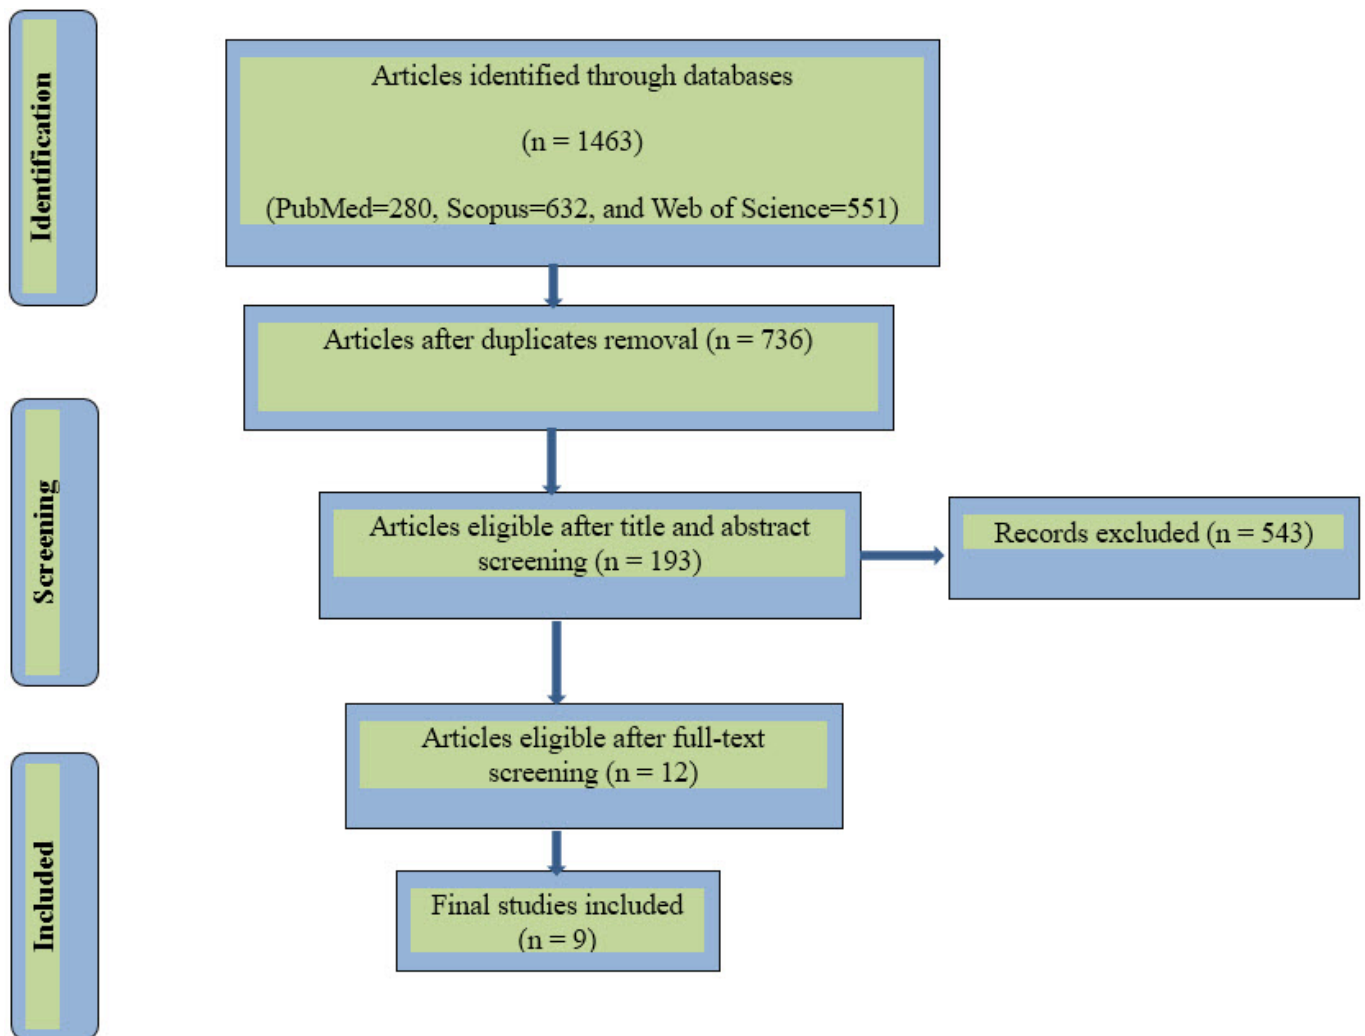 Identification
Articles identified through databases
(n = 1463)
(PubMed=280, Scopus=632, and Web of Science=551)
Articles after duplicates removal (n = 736)
Screening
Articles eligible after title and abstract
screening (n = 193)
Records excluded (n = 543)
Articles eligible after full-text
screening (n = 12)
Included
Final studies included
(n = 9)